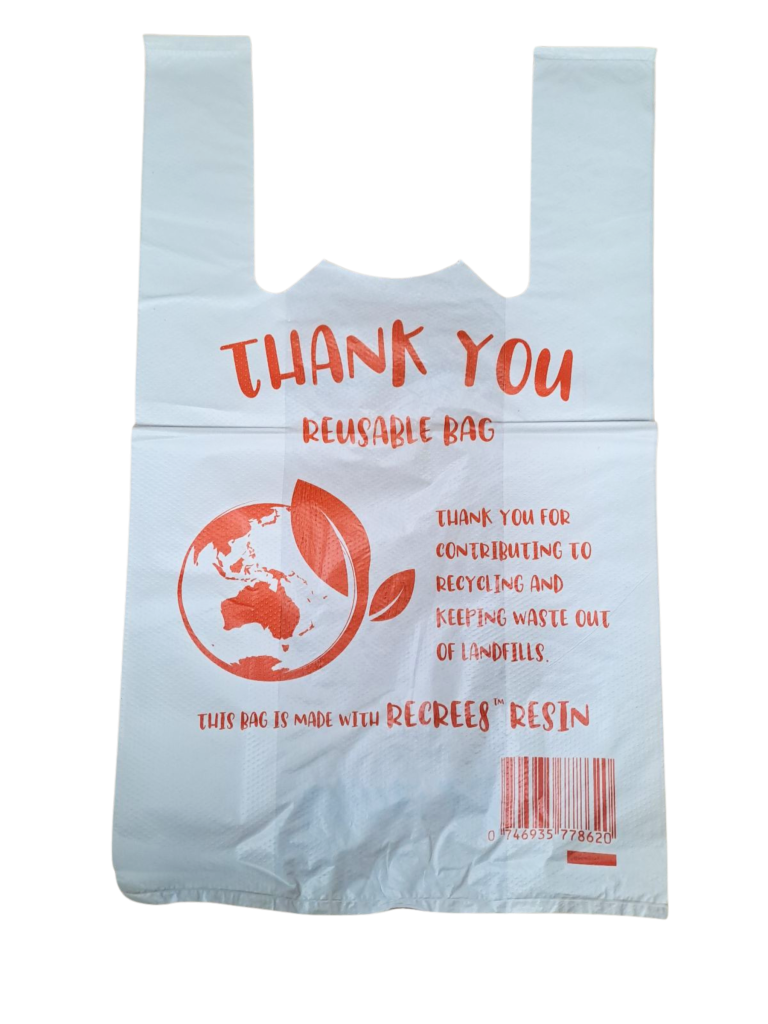 THANK YOU
REUSABLE BAG
THANK YOU FOR
CONTRIBUTING TO
RECYCLING AND
KEEPING WASTE OUT
OF LANDFILLS.
THIS BAG IS MADE WITH RECREE8™ RESIN
0 746935 778620